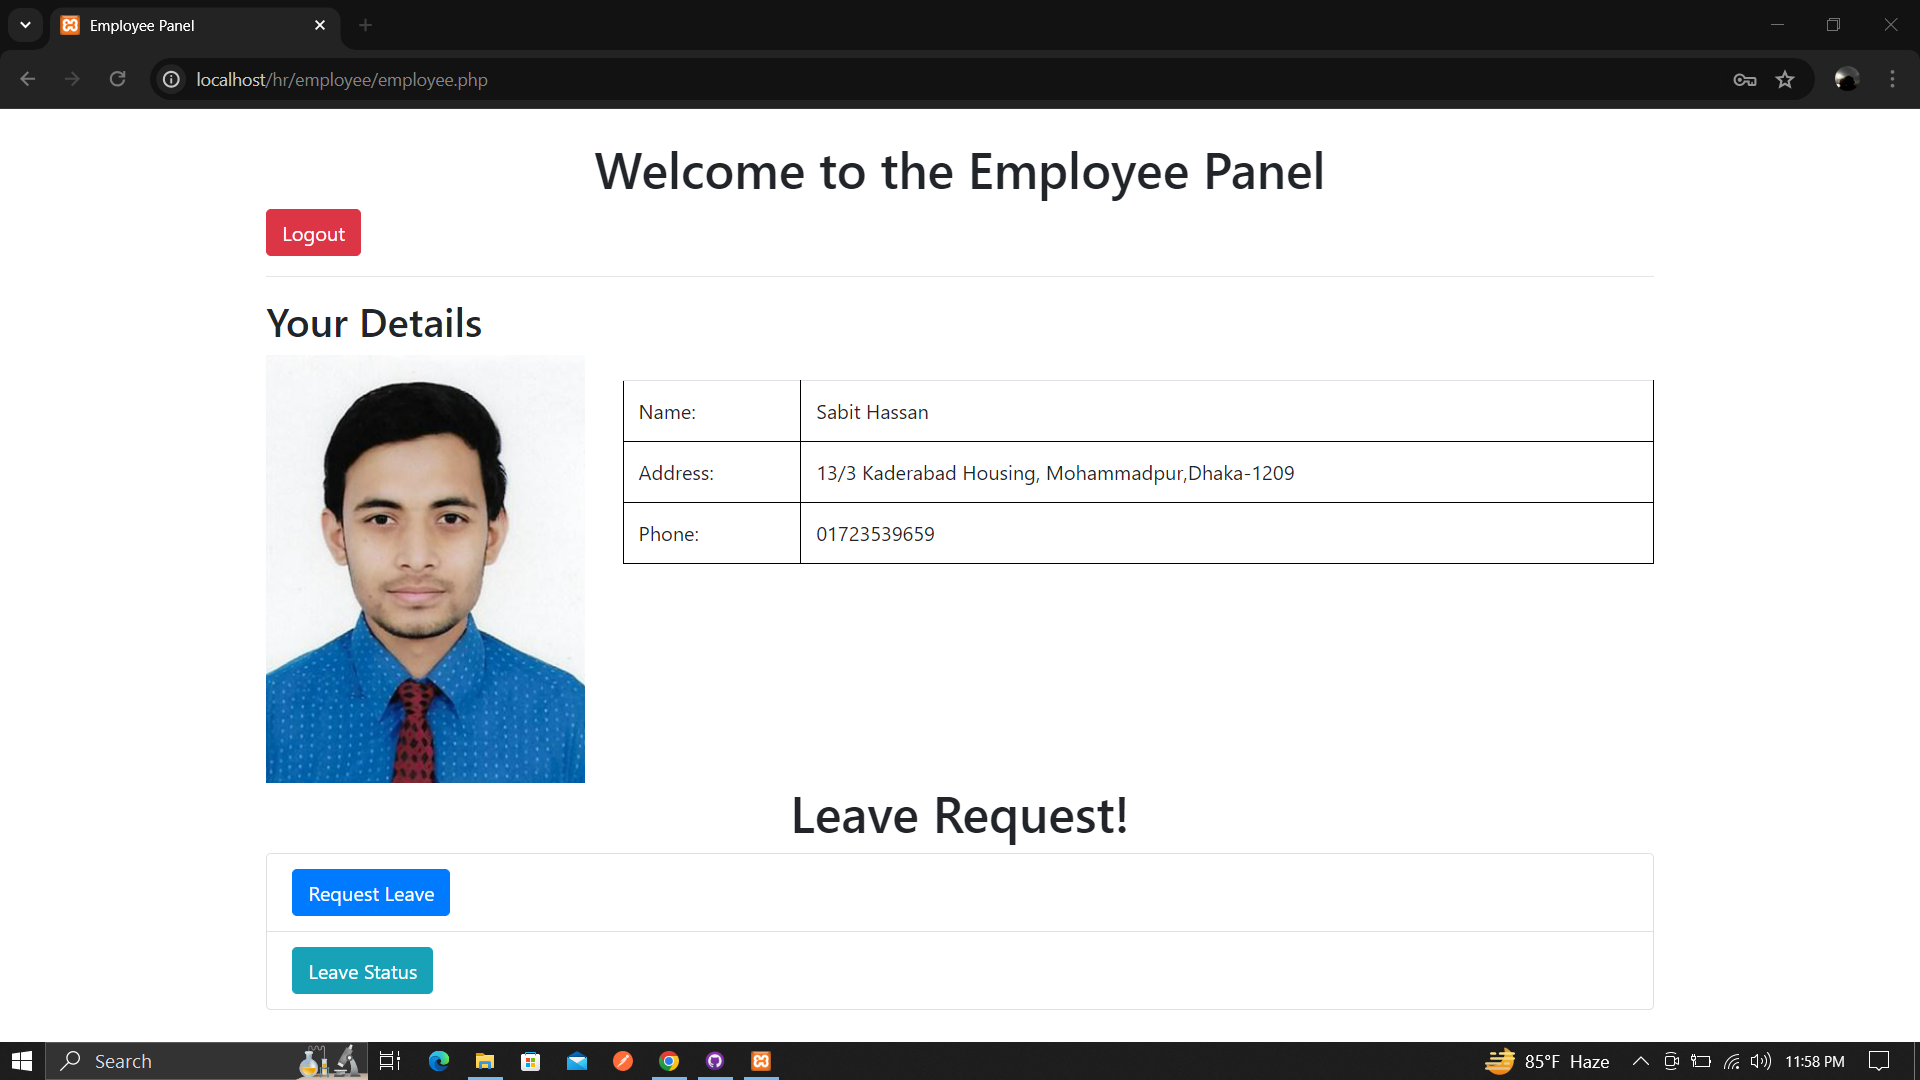 Employee Panel
localhost/hr/employee/employee.php
Welcome to the Employee Panel
Logout
Your Details
Name: Sabit Hassan
Address: 13/3 Kaderabad Housing, Mohammadpur,Dhaka-1209
Phone: 01723539659
Leave Request!
Request Leave
Leave Status
Search 85°F Haze 11:58 PM